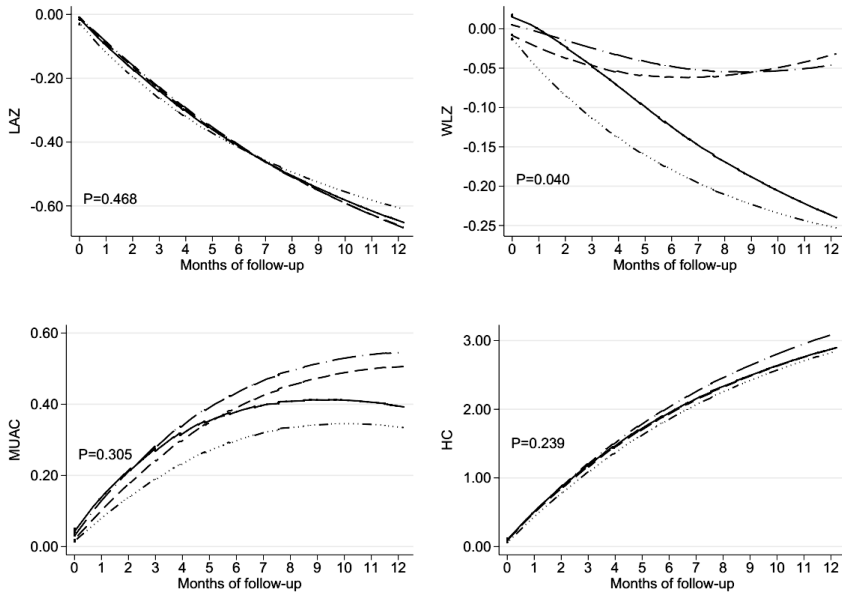 0.00
-0.20
-0.40
-0.60
LAZ
P=0.468
0 1 2 3 4 5 6 7 8 9 10 11 12
Months of follow-up
0.00
-0.05
-0.10
-0.15
-0.20
-0.25
WLZ
P=0.040
0 1 2 3 4 5 6 7 8 9 10 11 12
Months of follow-up
0.60
0.40
0.20
0.00
MUAC
P=0.305
0 1 2 3 4 5 6 7 8 9 10 11 12
Months of follow-up
3.00
2.00
1.00
0.00
HC
P=0.239
0 1 2 3 4 5 6 7 8 9 10 11 12
Months of follow-up